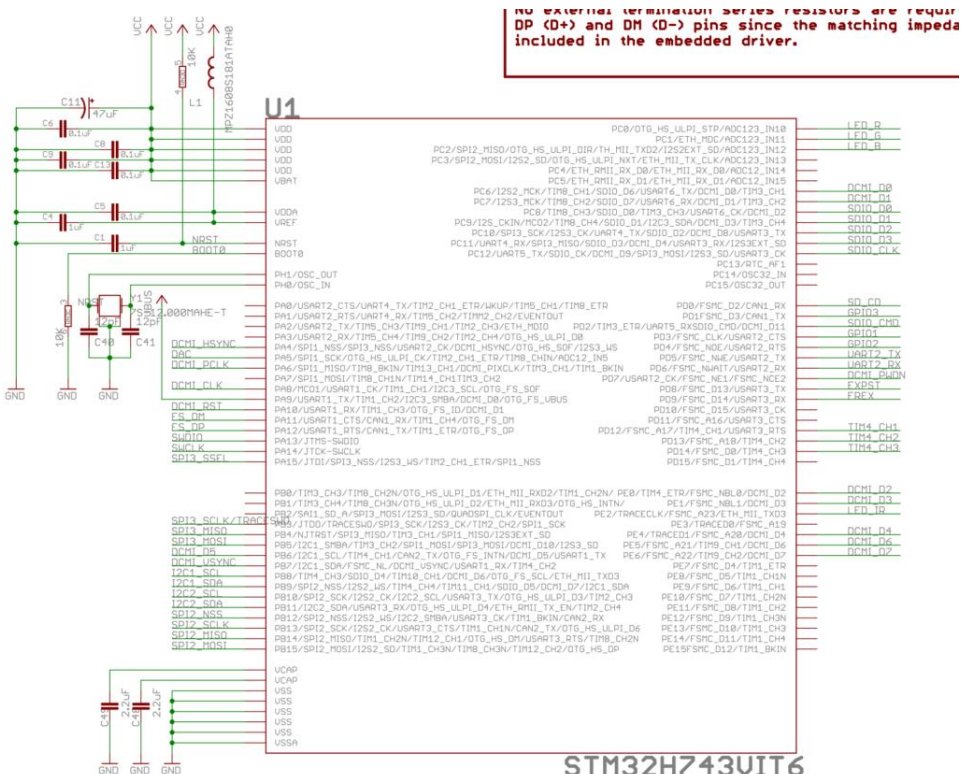 No external termination series resistors are requir
DP (D+) and DM (D-) pins since the matching impeda
included in the embedded driver.
VCC
VCC
VCC
10K
L1
MPZ1608S181ATAH0
C11
47uF
C6
0.1uF
C8
0.1uF
C9
0.1uF
C13
0.1uF
C5
0.1uF
C4
1uF
C1
1uF
NRST
BOOT0
NRST
Y1
VBUS
7S-12.000MAHE-T
12pF
12pF
C40
C41
10K
GND
GND
GND
GND
U1
VDD
VDD
VDD
VDD
VDD
VBAT
VDDA
VREF
NRST
BOOT0
PH1/OSC_OUT
PH0/OSC_IN
PA0/USART2_CTS/UART4_TX/TIM2_CH1_ETR/WKUP/TIM5_CH1/TIM8_ETR
PA1/USART2_RTS/UART4_RX/TIM5_CH2/TIMM2_CH2/EVENTOUT
PA2/USART2_TX/TIM5_CH3/TIM9_CH1/TIM2_CH3/ETH_MDIO
PA3/USART2_RX/TIM5_CH4/TIM9_CH2/TIM2_CH4/OTG_HS_ULPI_D0
DCMI_HSYNC
PA4/SPI1_NSS/SPI3_NSS/USART2_CK/DCMI_HSYNC/OTG_HS_SOF/I2S3_WS
DAC
PA5/SPI1_SCK/OTG_HS_ULPI_CK/TIM2_CH1_ETR/TIM8_CHIN/ADC12_IN5
DCMI_PCLK
PA6/SPI1_MISO/TIM8_BKIN/TIM13_CH1/DCMI_PIXCLK/TIM3_CH1/TIM1_BKIN
PA7/SPI1_MOSI/TIM8_CH1N/TIM14_CH1TIM3_CH2
DCMI_CLK
PA8/MCO1/USART1_CK/TIM1_CH1/I2C3_SCL/OTG_FS_SOF
PA9/USART1_TX/TIM1_CH2/I2C3_SMBA/DCMI_D0/OTG_FS_VBUS
DCMI_RST
PA10/USART1_RX/TIM1_CH3/OTG_FS_ID/DCMI_D1
FS_DM
PA11/USART1_CTS/CAN1_RX/TIM1_CH4/OTG_FS_DM
FS_DP
PA12/USART1_RTS/CAN1_TX/TIM1_ETR/OTG_FS_DP
SWDIO
PA13/JTMS-SWDIO
SWCLK
PA14/JTCK-SWCLK
SPI3_SSEL
PA15/JTDI/SPI3_NSS/I2S3_WS/TIM2_CH1_ETR/SPI1_NSS
PB0/TIM3_CH3/TIM8_CH2N/OTG_HS_ULPI_D1/ETH_MII_RXD2/TIM1_CH2N/
PB1/TIM3_CH4/TIM8_CH3N/OTG_HS_ULPI_D2/ETH_MII_RXD3/OTG_HS_INTN/
PB2/SAI1_SD_A/SPI3_MOSI/I2S3_SD/QUADSPI_CLK/EVENTOUT
SPI3_SCLK/TRACESWO
PB3/JTDO/TRACESWO/SPI3_SCK/I2S3_CK/TIM2_CH2/SPI1_SCK
SPI3_MISO
PB4/NJTRST/SPI3_MISO/TIM3_CH1/SPI1_MISO/I2S3EXT_SD
SPI3_MOSI
PB5/I2C1_SMBA/TIM3_CH2/SPI1_MOSI/SPI3_MOSI/DCMI_D10/I2S3_SD
DCMI_D5
PB6/I2C1_SCL/TIM4_CH1/CAN2_TX/OTG_FS_INTN/DCMI_D5/USART1_TX
DCMI_VSYNC
PB7/I2C1_SDA/FSMC_NL/DCMI_VSYNC/USART1_RX/TIM4_CH2
I2C1_SCL
PB8/TIM4_CH3/SDIO_D4/TIM10_CH1/DCMI_D6/OTG_FS_SCL/ETH_MII_TXD3
I2C1_SDA
PB9/SPI2_NSS/I2S2_WS/TIM4_CH4/TIM11_CH1/SDIO_D5/DCMI_D7/I2C1_SDA
I2C2_SCL
PB10/SPI2_SCK/I2S2_CK/I2C2_SCL/USART3_TX/OTG_HS_ULPI_D3/TIM2_CH3
I2C2_SDA
PB11/I2C2_SDA/USART3_RX/OTG_HS_ULPI_D4/ETH_RMII_TX_EN/TIM2_CH4
SPI2_NSS
PB12/SPI2_NSS/I2S2_WS/I2C2_SMBA/USART3_CK/TIM1_BKIN/CAN2_RX
SPI2_SCLK
PB13/SPI2_SCK/I2S2_CK/USART3_CTS/TIM1_CH1N/CAN2_TX/OTG_HS_ULPI_D6
SPI2_MISO
PB14/SPI2_MISO/TIM1_CH2N/TIM12_CH1/OTG_HS_DM/USART3_RTS/TIM8_CH2N
SPI2_MOSI
PB15/SPI2_MOSI/I2S2_SD/TIM1_CH3N/TIM8_CH3N/TIM12_CH2/OTG_HS_DP
VCAP
VCAP
VSS
VSS
VSS
VSS
VSS
VSSA
C49
2.2uF
C48
2.2uF
GND
GND
GND
PC0/OTG_HS_ULPI_STP/ADC123_IN10
LED_R
PC1/ETH_MDC/ADC123_IN11
LED_G
PC2/SPI2_MISO/OTG_HS_ULPI_DIR/TH_MII_TXD2/I2S2EXT_SD/ADC123_IN12
LED_B
PC3/SPI2_MOSI/I2S2_SD/OTG_HS_ULPI_NXT/ETH_MII_TX_CLK/ADC123_IN13
PC4/ETH_RMII_RX_D0/ETH_MII_RX_D0/ADC12_IN14
PC5/ETH_RMII_RX_D1/ETH_MII_RX_D1/ADC12_IN15
PC6/I2S2_MCK/TIM8_CH1/SDIO_D6/USART6_TX/DCMI_D0/TIM3_CH1
DCMI_D0
PC7/I2S3_MCK/TIM8_CH2/SDIO_D7/USART6_RX/DCMI_D1/TIM3_CH2
DCMI_D1
PC8/TIM8_CH3/SDIO_D0/TIM3_CH3/USART6_CK/DCMI_D2
SDIO_D0
PC9/I2S_CKIN/MCO2/TIM8_CH4/SDIO_D1/I2C3_SDA/DCMI_D3/TIM3_CH4
SDIO_D1
PC10/SPI3_SCK/I2S3_CK/UART4_TX/SDIO_D2/DCMI_D8/USART3_TX
SDIO_D2
PC11/UART4_RX/SPI3_MISO/SDIO_D3/DCMI_D4/USART3_RX/I2S3EXT_SD
SDIO_D3
PC12/UART5_TX/SDIO_CK/DCMI_D9/SPI3_MOSI/I2S3_SD/USART3_CK
SDIO_CLK
PC13/RTC_AF1
PC14/OSC32_IN
PC15/OSC32_OUT
PD0/FSMC_D2/CAN1_RX
SD_CD
PD1FSMC_D3/CAN1_TX
GPIO3
PD2/TIM3_ETR/UART5_RXSDIO_CMD/DCMI_D11
SDIO_CMD
PD3/FSMC_CLK/USART2_CTS
GPIO1
PD4/FSMC_NOE/USART2_RTS
GPIO2
PD5/FSMC_NWE/USART2_TX
UART2_TX
PD6/FSMC_NWAIT/USART2_RX
UART2_RX
PD7/USART2_CK/FSMC_NE1/FSMC_NCE2
DCMI_PWDN
PD8/FSMC_D13/USART3_TX
EXPST
PD9/FSMC_D14/USART3_RX
FREX
PD10/FSMC_D15/USART3_CK
PD11/FSMC_A16/USART3_CTS
PD12/FSMC_A17/TIM4_CH1/USART3_RTS
TIM4_CH1
PD13/FSMC_A18/TIM4_CH2
TIM4_CH2
PD14/FSMC_D0/TIM4_CH3
TIM4_CH3
PD15/FSMC_D1/TIM4_CH4
PE0/TIM4_ETR/FSMC_NBL0/DCMI_D2
DCMI_D2
PE1/FSMC_NBL1/DCMI_D3
DCMI_D3
PE2/TRACECLK/FSMC_A23/ETH_MII_TXD3
LED_IR
PE3/TRACED0/FSMC_A19
PE4/TRACED1/FSMC_A20/DCMI_D4
DCMI_D4
PE5/FSMC_A21/TIM9_CH1/DCMI_D6
DCMI_D6
PE6/FSMC_A22/TIM9_CH2/DCMI_D7
DCMI_D7
PE7/FSMC_D4/TIM1_ETR
PE8/FSMC_D5/TIM1_CH1N
PE9/FSMC_D6/TIM1_CH1
PE10/FSMC_D7/TIM1_CH2N
PE11/FSMC_D8/TIM1_CH2
PE12/FSMC_D9/TIM1_CH3N
PE13/FSMC_D10/TIM1_CH3
PE14/FSMC_D11/TIM1_CH4
PE15FSMC_D12/TIM1_BKIN
STM32H743VIT6